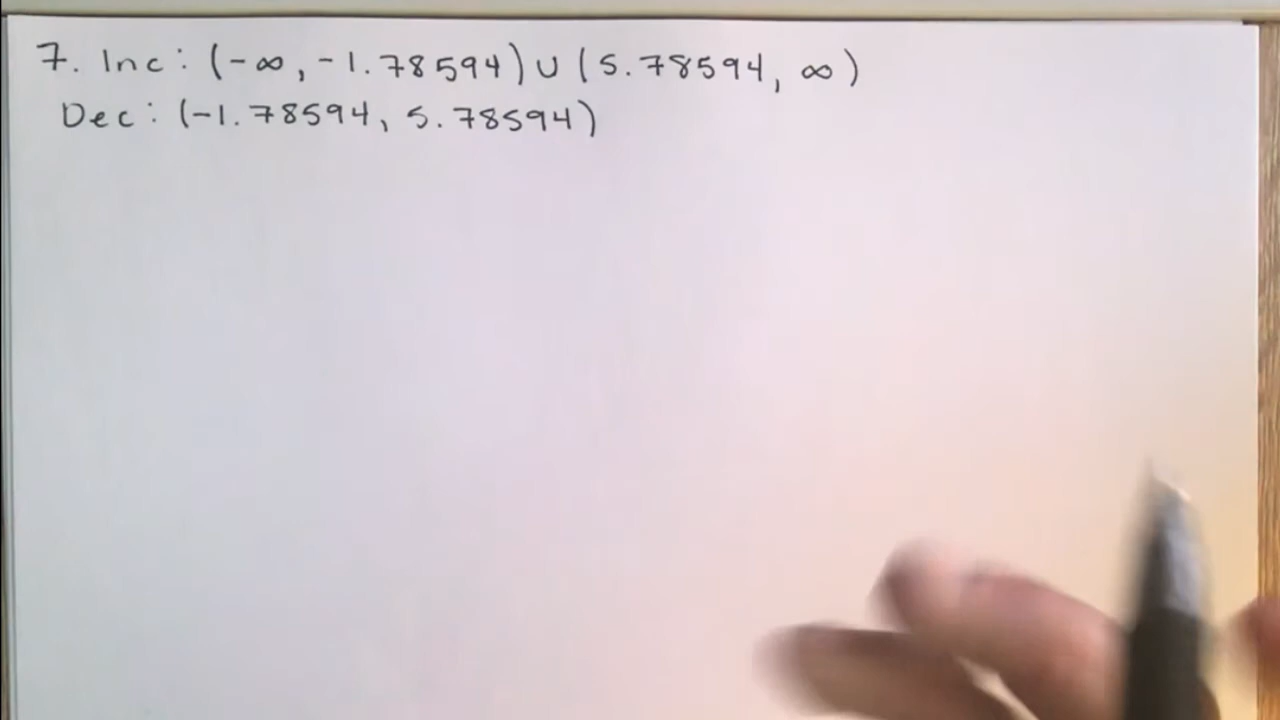 7. Inc: (-∞, -1.78594) ∪ (5.78594, ∞)
Dec: (-1.78594, 5.78594)